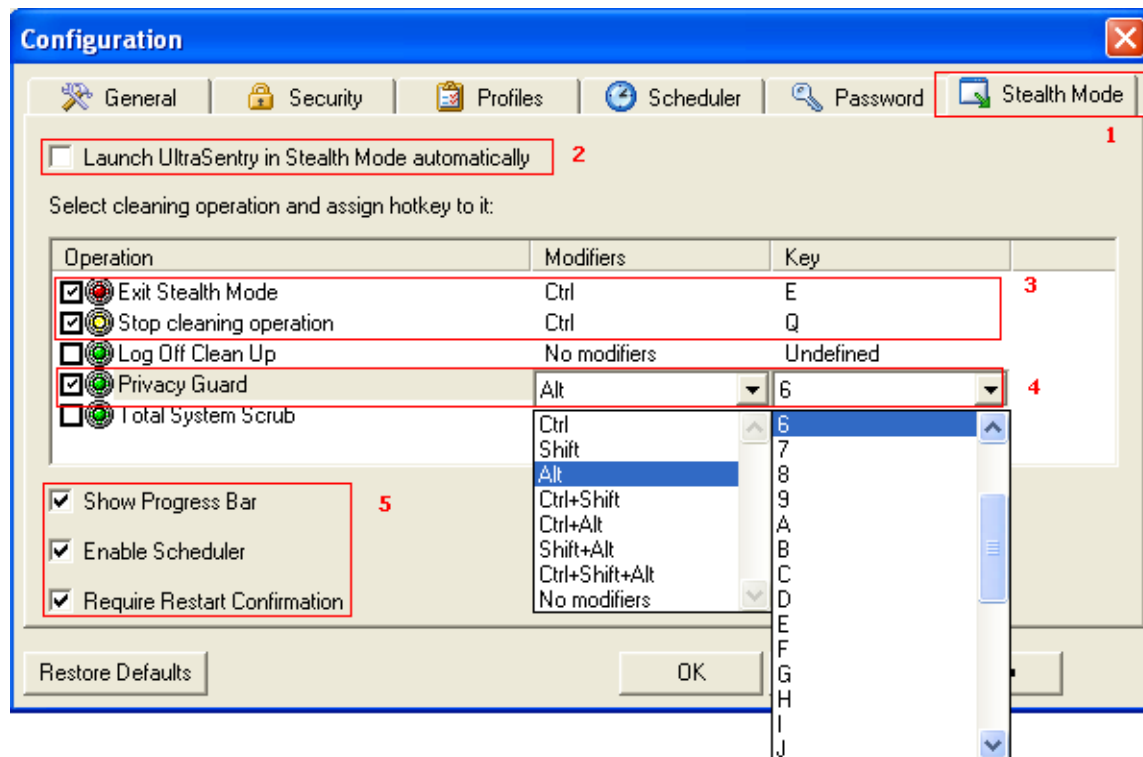 Configuration
General Security Profiles Scheduler Password Stealth Mode
1
Launch UltraSentry in Stealth Mode automatically 2
Select cleaning operation and assign hotkey to it:
Operation Modifiers Key
Exit Stealth Mode Ctrl E 3
Stop cleaning operation Ctrl Q
Log Off Clean Up No modifiers Undefined
Privacy Guard Alt 6 4
Total System Scrub
Ctrl
Shift
Alt
Ctrl+Shift
Ctrl+Alt
Shift+Alt
Ctrl+Shift+Alt
No modifiers
6
7
8
9
A
B
C
D
E
F
G
H
I
J
Show Progress Bar 5
Enable Scheduler
Require Restart Confirmation
Restore Defaults OK